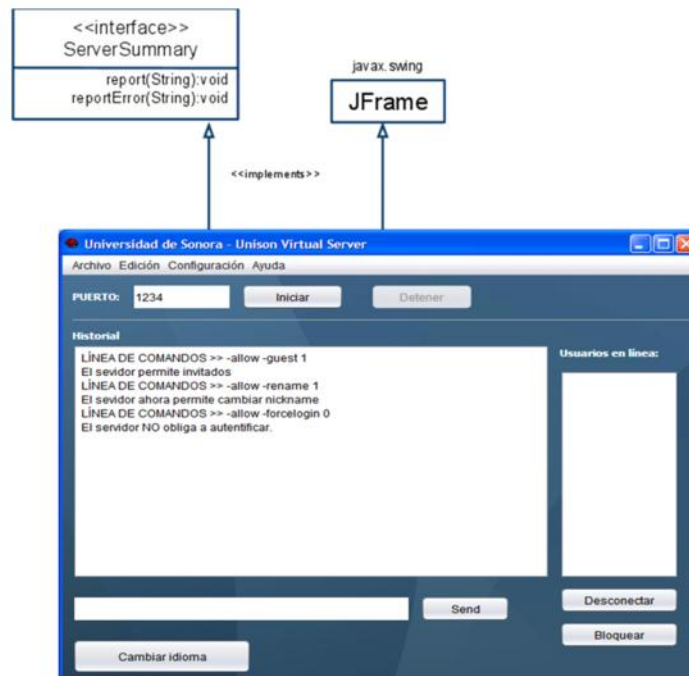 <<interface>>
ServerSummary
report(String):void
reportError(String):void
javax.swing
JFrame
<<implements>>
Universidad de Sonora - Unison Virtual Server
Archivo Edición Configuración Ayuda
PUERTO: 1234 Iniciar Detener
Historial
Usuarios en línea:
LÍNEA DE COMANDOS >> -allow -guest 1
El sevidor permite invitados
LÍNEA DE COMANDOS >> -allow -rename 1
El sevidor ahora permite cambiar nickname
LÍNEA DE COMANDOS >> -allow -forcelogin 0
El servidor NO obliga a autentificar.
Send
Desconectar
Bloquear
Cambiar idioma